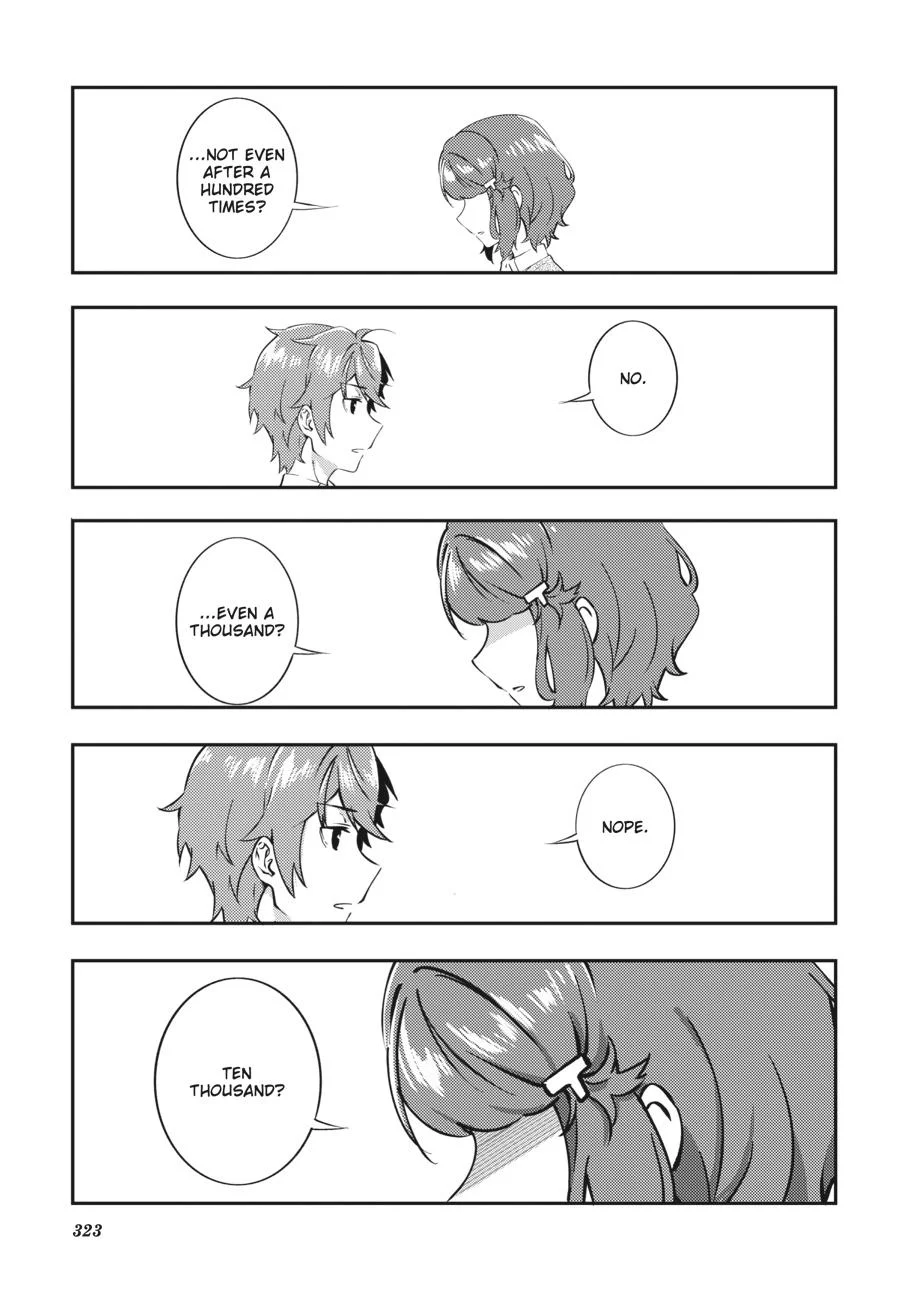 ...NOT EVEN
AFTER A
HUNDRED
TIMES?
NO.
...EVEN A
THOUSAND?
NOPE.
TEN
THOUSAND?
323